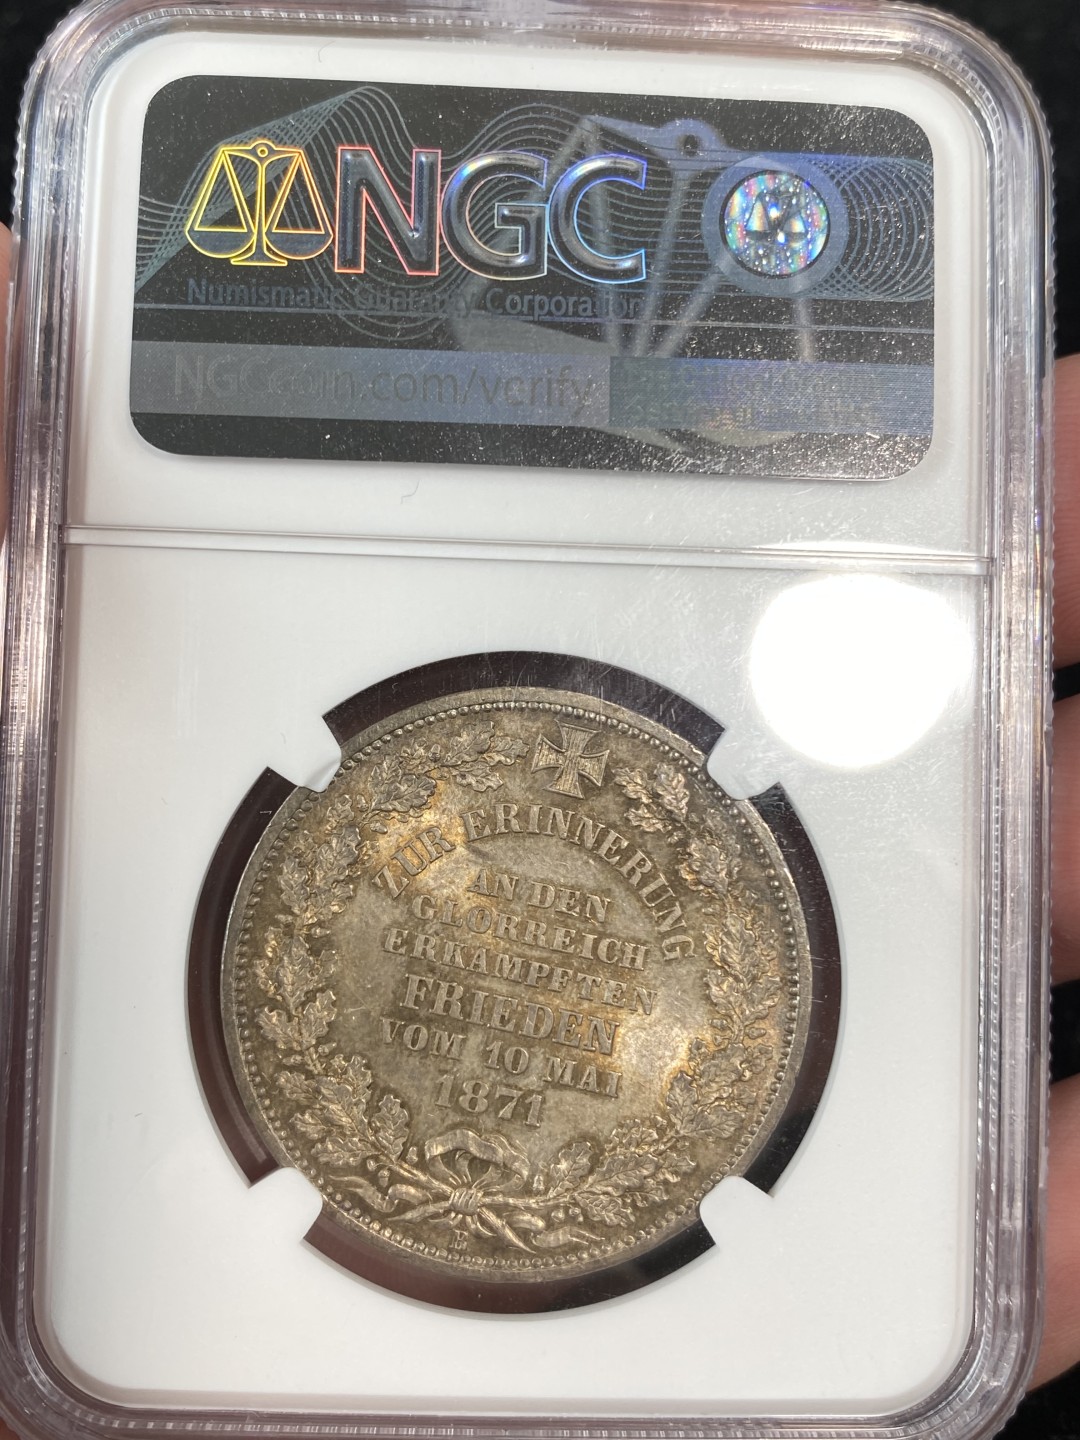 NGC
Numismatic Guaranty Corporation
NGCcoin.com/verify
ZUR ERINNERUNG
AN DEN
GLORREICH
ERKAMPFTEN
FRIEDEN
VOM 10 MAI
1871
B